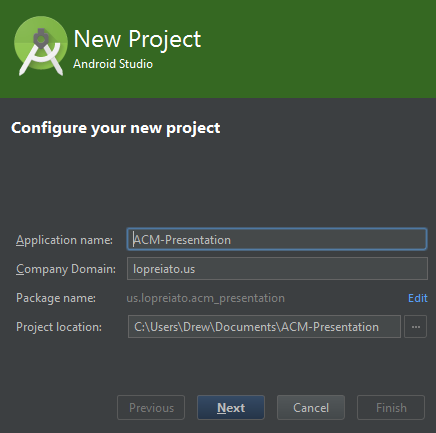 New Project
Android Studio
Configure your new project
Application name: ACM-Presentation
Company Domain: lopreiato.us
Package name: us.lopreiato.acm_presentation Edit
Project location: C:\Users\Drew\Documents\ACM-Presentation ...
Previous Next Cancel Finish